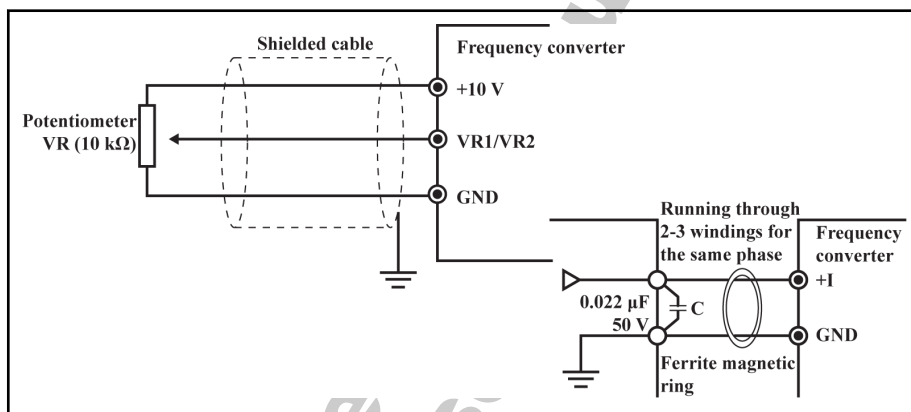 Shielded cable
Frequency converter
+10 V
Potentiometer
VR (10 kΩ)
VR1/VR2
GND
Running through
2-3 windings for
the same phase
Frequency
converter
+I
0.022 μF
50 V
C
GND
Ferrite magnetic
ring